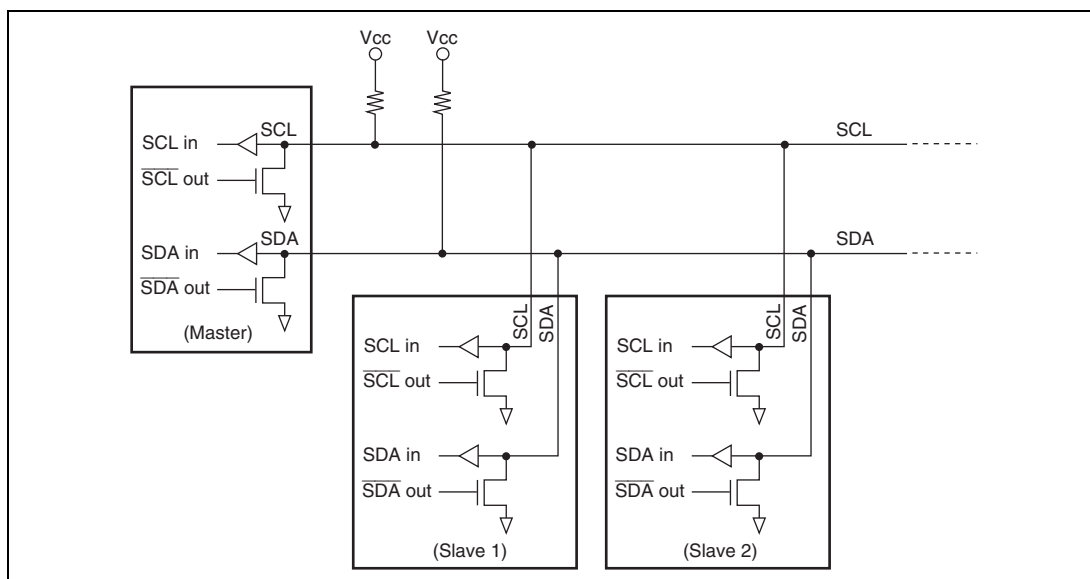 Vcc Vcc
SCL in
SCL
SCL
SCL out
SDA in
SDA
SDA
SDA out
(Master)
SCL
SDA
SCL in
SCL out
SDA in
SDA out
(Slave 1)
SCL
SDA
SCL in
SCL out
SDA in
SDA out
(Slave 2)